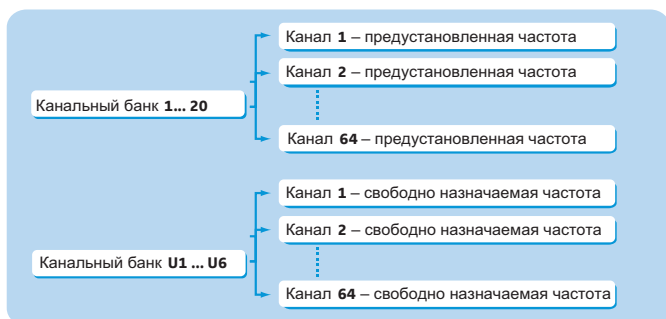 Канал 1 – предустановленная частота
Канал 2 – предустановленная частота
Канальный банк 1... 20
Канал 64 – предустановленная частота
Канал 1 – свободно назначаемая частота
Канал 2 – свободно назначаемая частота
Канальный банк U1 ... U6
Канал 64 – свободно назначаемая частота